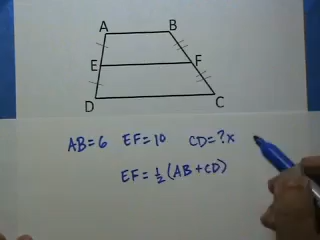 A B
E F
D C
AB=6 EF=10 CD=?x
EF=½(AB+CD)